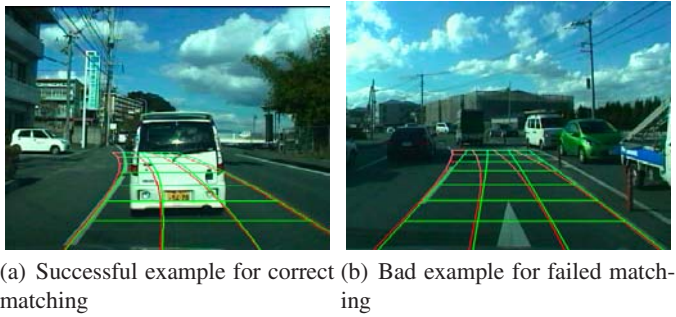 (a) Successful example for correct
matching
(b) Bad example for failed match-
ing